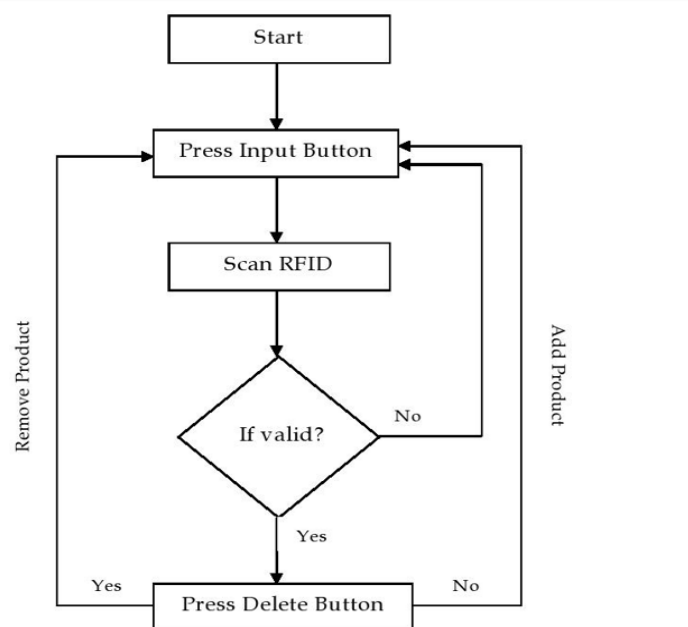 Start
Press Input Button
Scan RFID
Remove Product
Add Product
No
If valid?
Yes
Yes
No
Press Delete Button